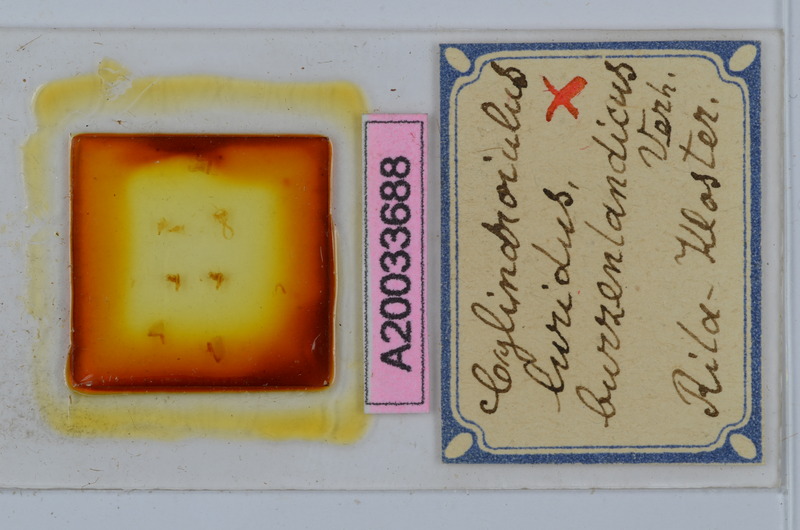 A20033688
Cylindroiulus
luridus, X
burzenlandicus
Verh.
Rila-Kloster.